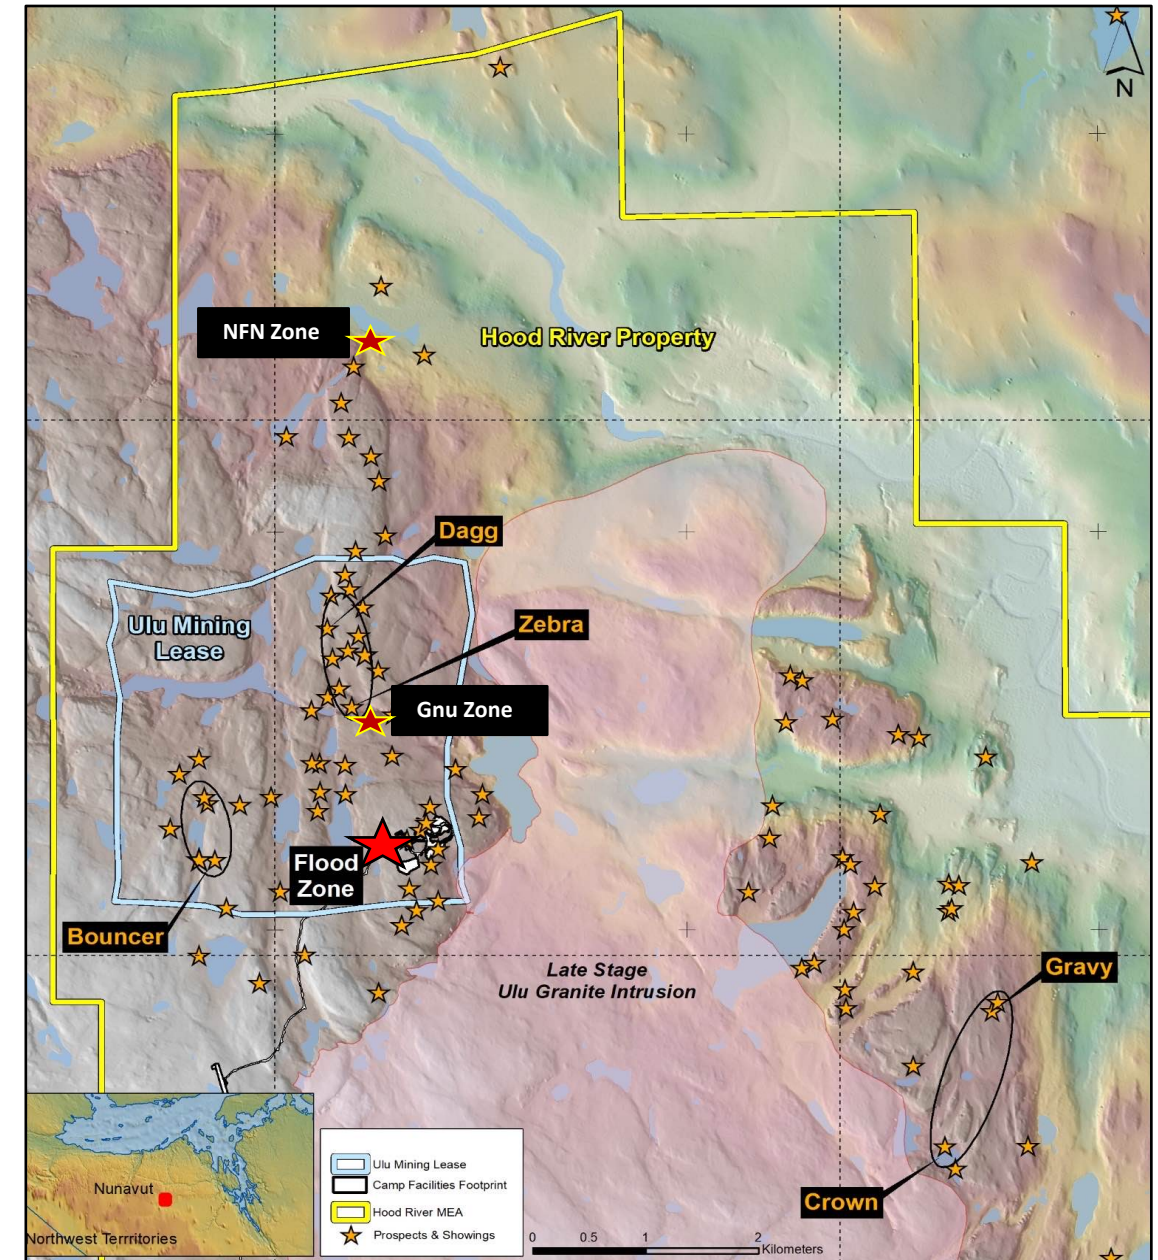 N
NFN Zone
Hood River Property
Dagg
Zebra
Ulu Mining
Lease
Gnu Zone
Flood
Zone
Bouncer
Late Stage
Ulu Granite Intrusion
Gravy
Crown
Nunavut
Northwest Terrritories
Ulu Mining Lease
Camp Facilities Footprint
Hood River MEA
Prospects & Showings
0 0.5 1 2
Kilometers